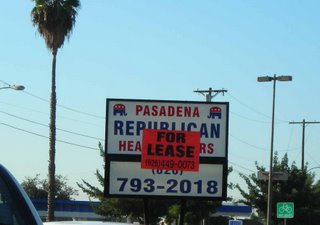 PASADENA
REPUBLICAN
FOR
LEASE
(626)449-0073
793-2018